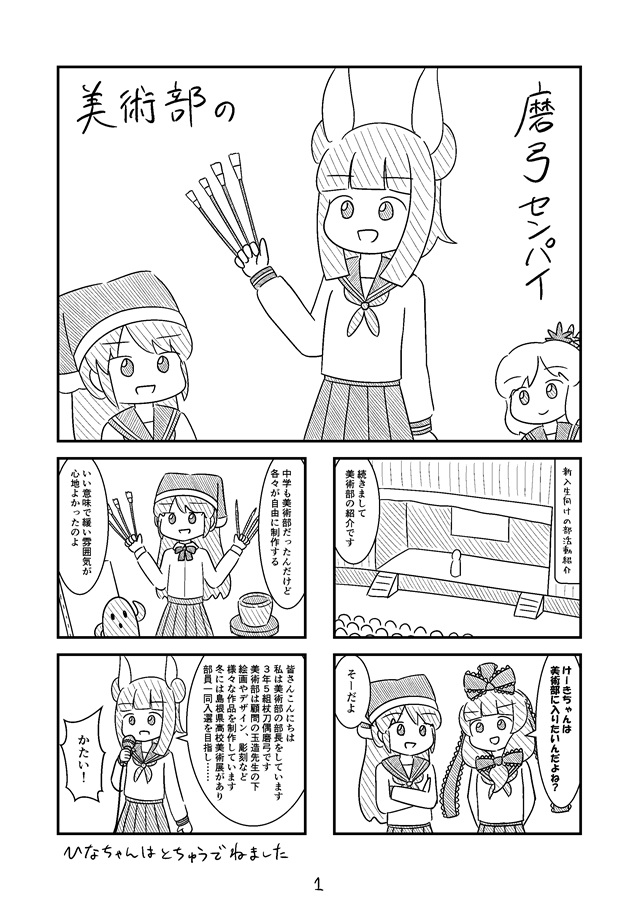 美術部の
磨弓センパイ
新入生向けの部活動紹介
続きまして
美術部の紹介です
中学も美術部だったんだけど
各々が自由に制作する
いい意味で緩い雰囲気が
心地よかったのよ
けーきちゃんは
美術部に入りたいんだよね?
そーだよ
皆さんこんにちは
私は美術部の部長をしています
3年5組杖刀偶磨弓です
美術部は顧問の玉造先生の下
絵画やデザイン、彫刻など
様々な作品を制作しています
冬には島根県高校美術展があり
部員一同入選を目指し……
かたい!
ひなちゃんはとちゅうでねました
1